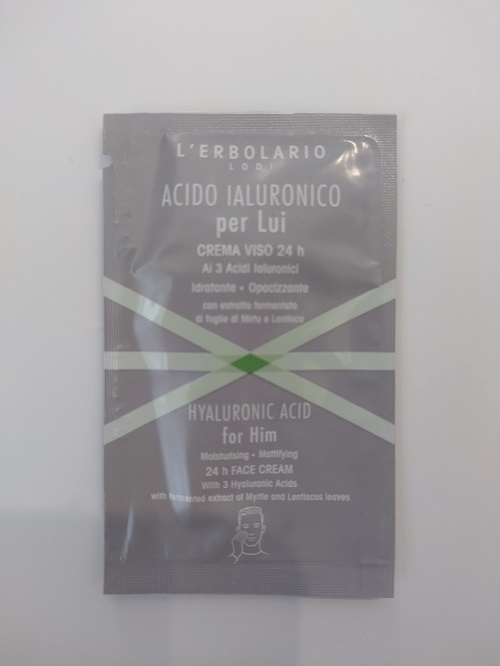 L'ERBOLARIO
LODI
ACIDO IALURONICO
per Lui
CREMA VISO 24 h
Ai 3 Acidi Ialuronici
Idratante • Opacizzante
con estratto fermentato
di foglie di Mirto e Lentisco
HYALURONIC ACID
for Him
Moisturising • Mattifying
24 h FACE CREAM
With 3 Hyaluronic Acids
with fermented extract of Myrtle and Lentiscus leaves